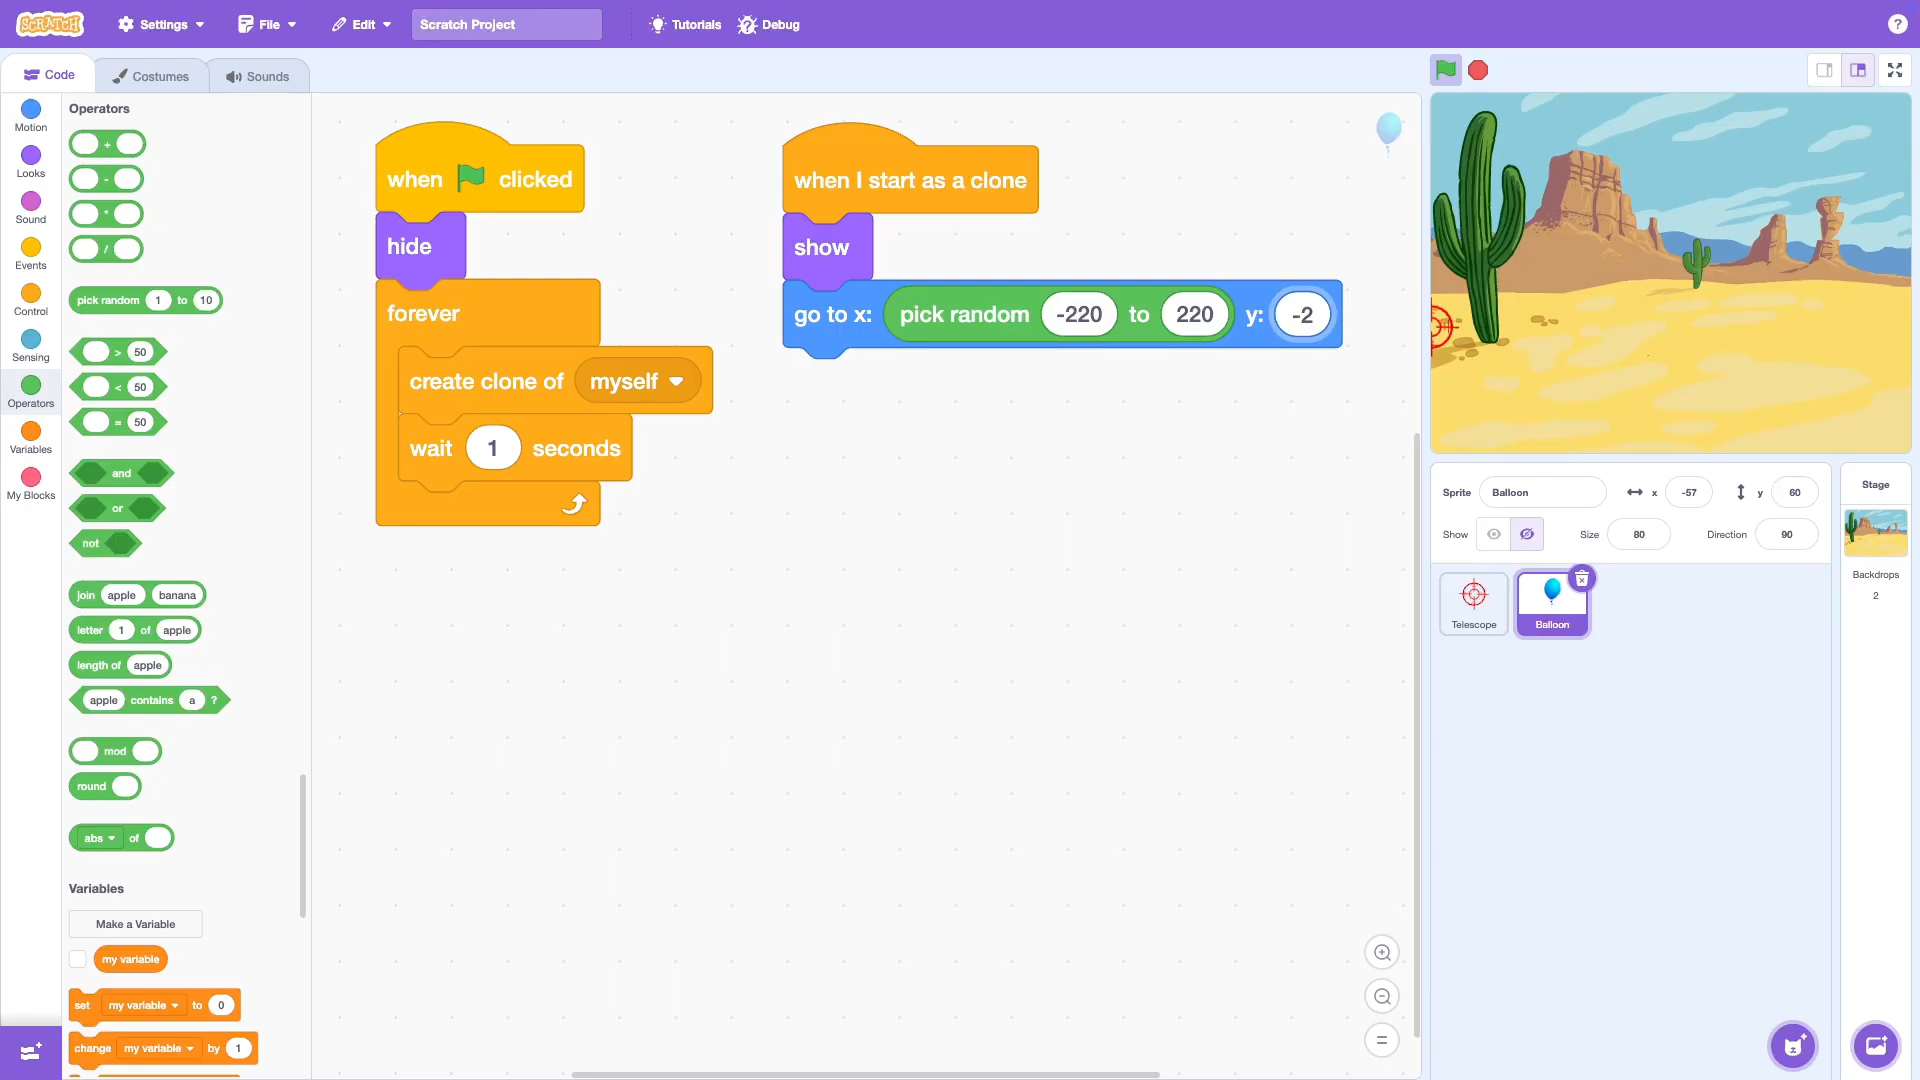 SCRATCH Settings File Edit Scratch Project Tutorials Debug ?
Code Costumes Sounds
Motion
Looks
Sound
Events
Control
Sensing
Operators
Variables
My Blocks
Operators
+
-
*
/
pick random 1 to 10
> 50
< 50
= 50
and
or
not
join apple banana
letter 1 of apple
length of apple
apple contains a ?
mod
round
abs of
Variables
Make a Variable
my variable
set my variable to 0
change my variable by 1
when clicked
hide
forever
create clone of myself
wait 1 seconds
when I start as a clone
show
go to x: pick random -220 to 220 y: -2
Sprite Balloon x -57 y 60
Show Size 80 Direction 90
Telescope
Balloon
Stage
Backdrops
2